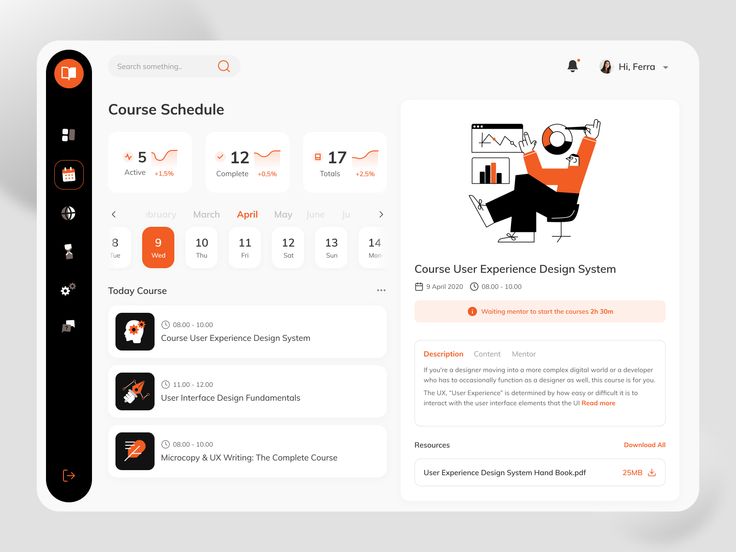 Search something..
Hi, Ferra
Course Schedule
5
Active
+1,5%
12
Complete
+0,5%
17
Totals
+2,5%
bruary March April May June Ju
8 9 10 11 12 13 14
Tue Wed Thu Fri Sat Sun Mon
Today Course
08:00 - 10.00
Course User Experience Design System
11.00 - 12.00
User Interface Design Fundamentals
08:00 - 10.00
Microcopy & UX Writing: The Complete Course
Course User Experience Design System
9 April 2020 08:00 - 10.00
Waiting mentor to start the courses 2h 30m
Description Content Mentor
If you're a designer moving into a more complex digital world or a developer
who has to occasionally function as a designer as well, this course is for you.
The UX, "User Experience" is determined by how easy or difficult it is to
interact with the user interface elements that the UI Read more
Resources
Download All
User Experience Design System Hand Book.pdf
25MB